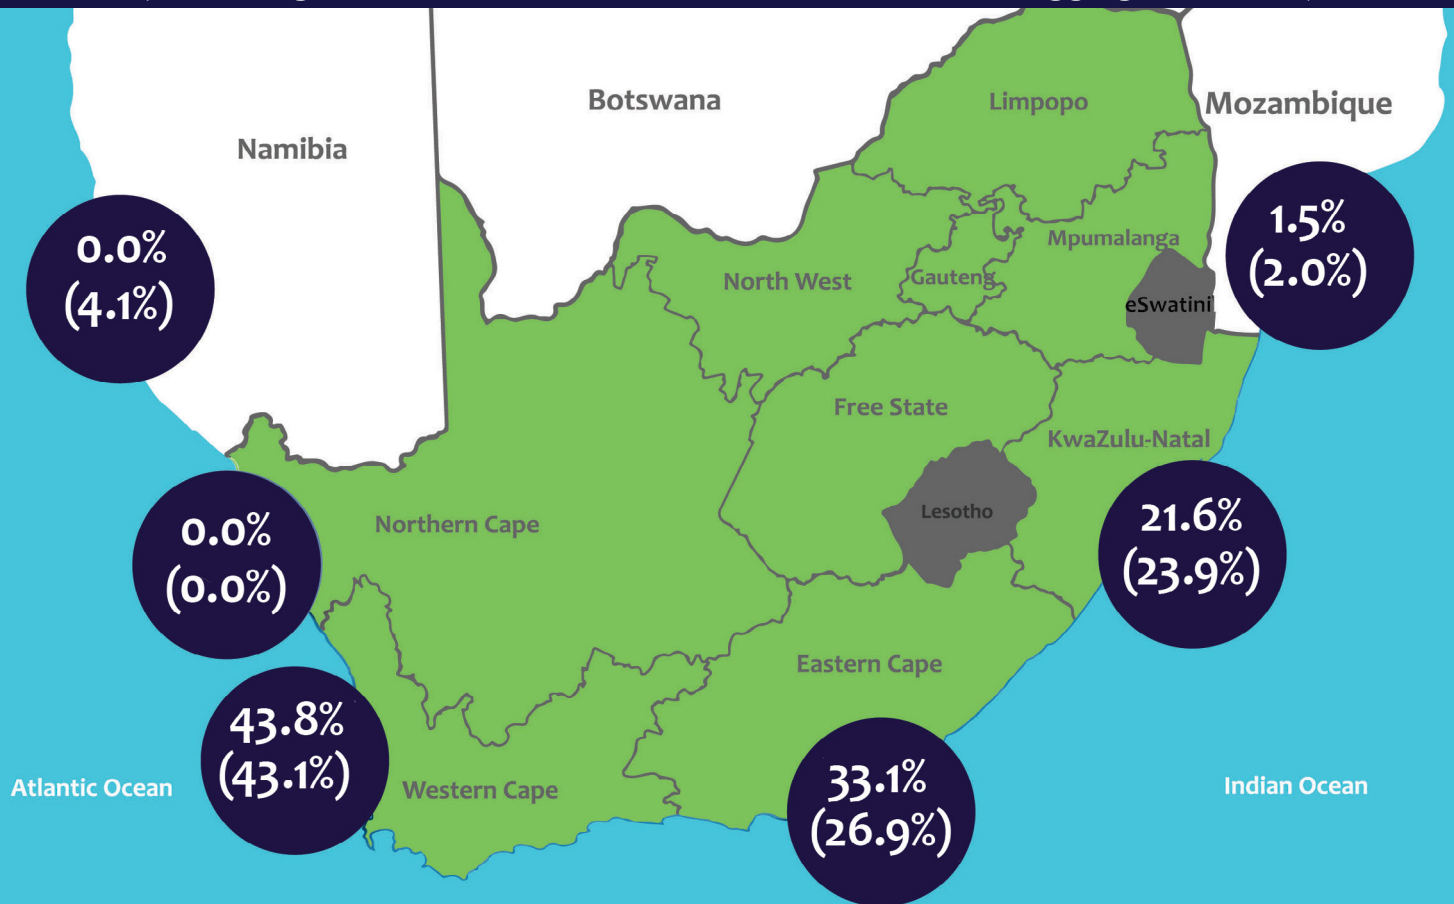 Botswana
Limpopo
Mozambique
Namibia
0.0%
(4.1%)
1.5%
(2.0%)
Mpumalanga
North West
Gauteng
eSwatini
Free State
KwaZulu-Natal
Lesotho
Northern Cape
0.0%
(0.0%)
21.6%
(23.9%)
Eastern Cape
43.8%
(43.1%)
Western Cape
33.1%
(26.9%)
Atlantic Ocean
Indian Ocean